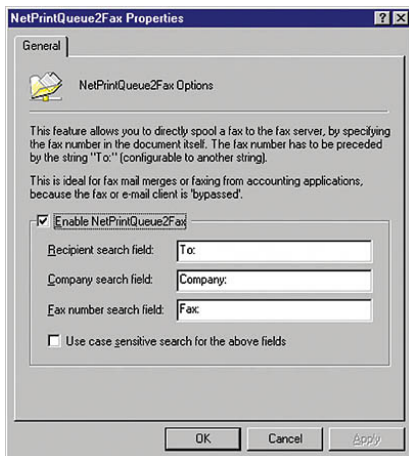 NetPrintQueue2Fax Properties
General
NetPrintQueue2Fax Options
This feature allows you to directly spool a fax to the fax server, by specifying
the fax number in the document itself. The fax number has to be preceded
by the string "To:" (configurable to another string).
This is ideal for fax mail merges or faxing from accounting applications,
because the fax or e-mail client is 'bypassed'.
Enable NetPrintQueue2Fax
Recipient search field: To:
Company search field: Company:
Fax number search field: Fax:
Use case sensitive search for the above fields
OK Cancel Apply